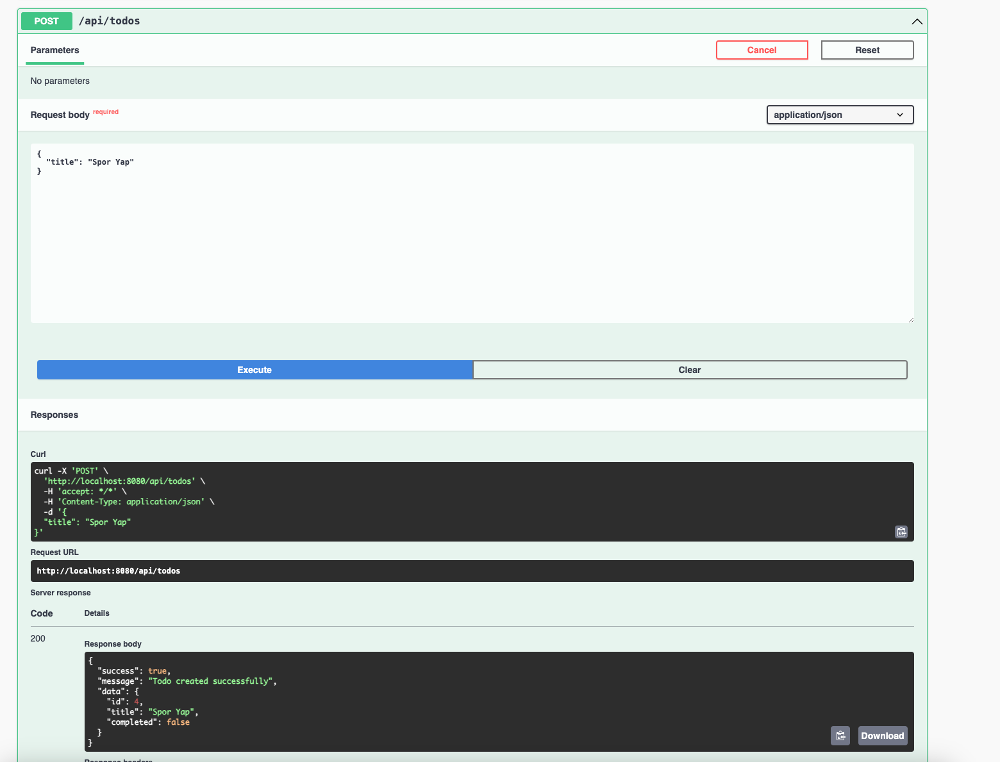 POST /api/todos
Parameters
Cancel
Reset
No parameters
Request body required
application/json
{
  "title": "Spor Yap"
}
Execute
Clear
Responses
Curl
curl -X 'POST' \
  'http://localhost:8080/api/todos' \
  -H 'accept: */*' \
  -H 'Content-Type: application/json' \
  -d '{
  "title": "Spor Yap"
}'
Request URL
http://localhost:8080/api/todos
Server response
Code Details
200
Response body
{
  "success": true,
  "message": "Todo created successfully",
  "data": {
    "id": 4,
    "title": "Spor Yap",
    "completed": false
  }
}
Download
Response headers